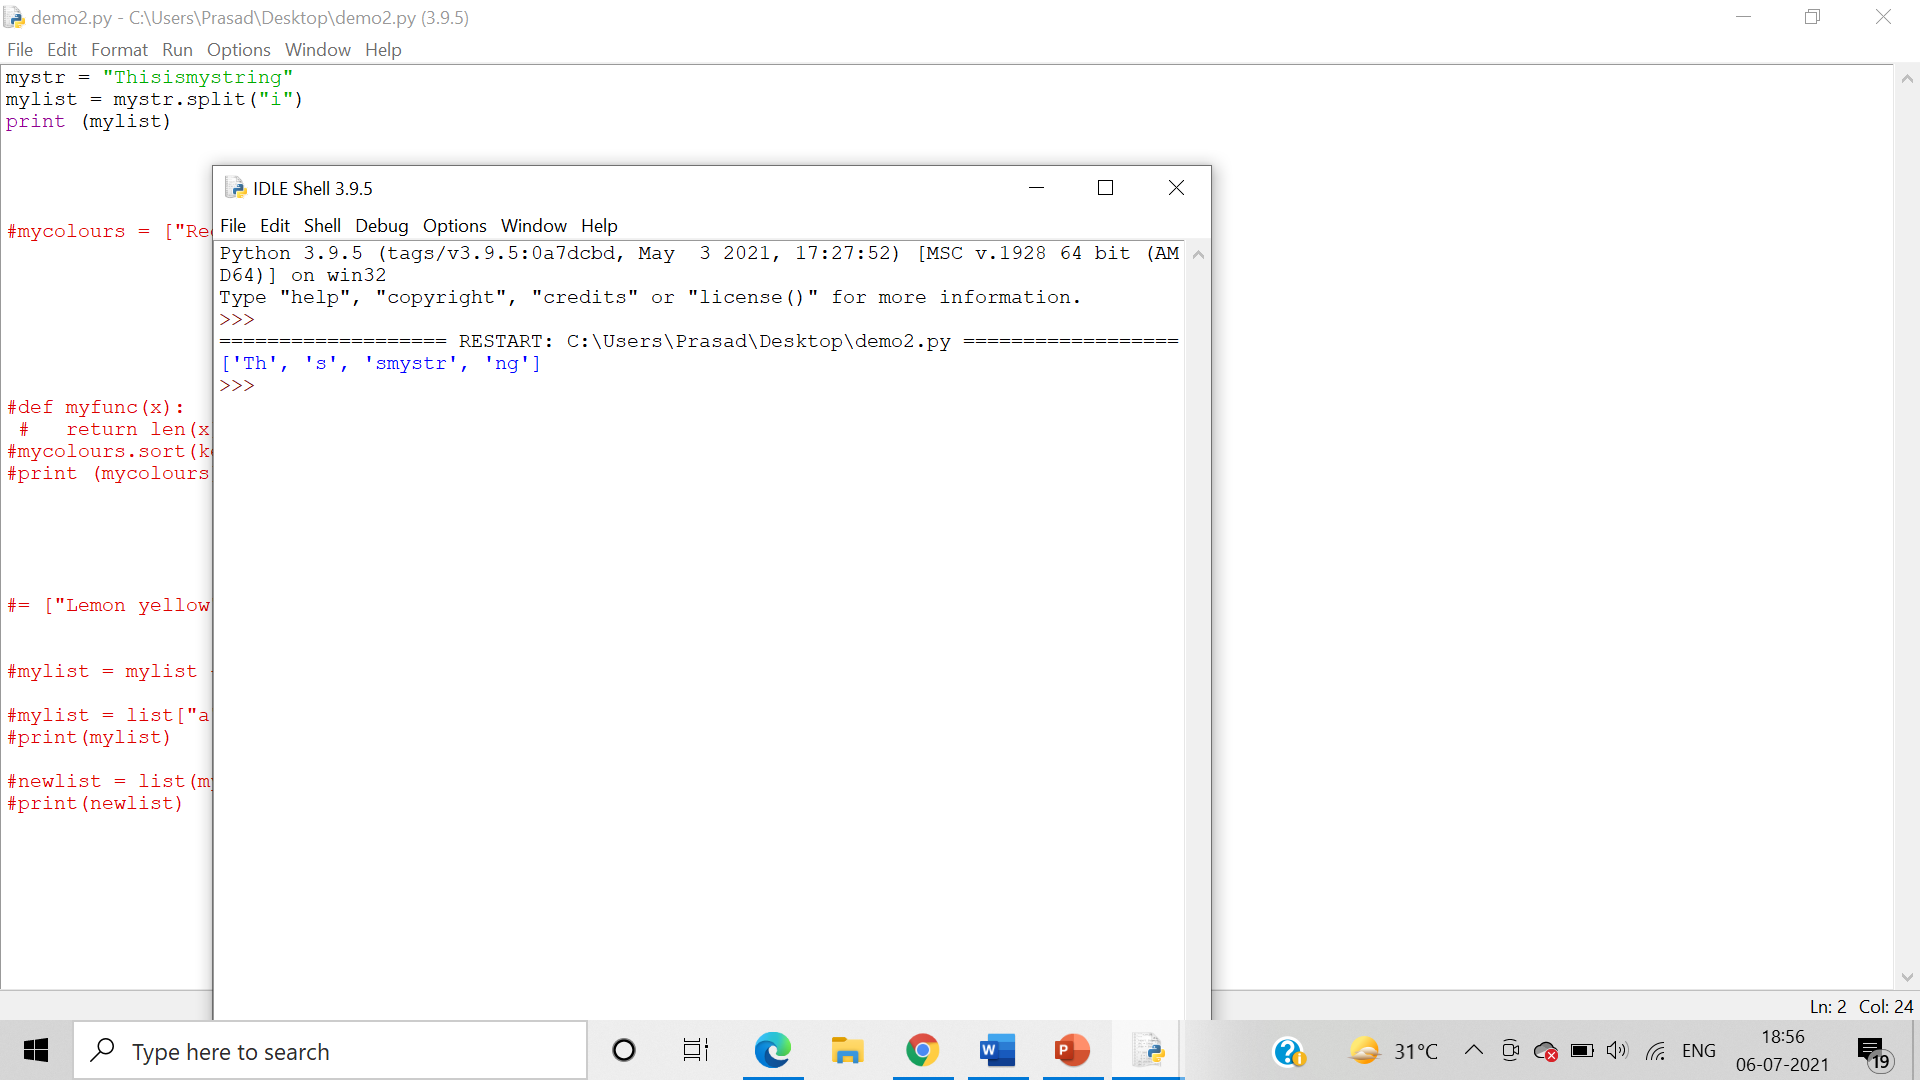 demo2.py - C:\Users\Prasad\Desktop\demo2.py (3.9.5)
File Edit Format Run Options Window Help
mystr = "Thisismystring"
mylist = mystr.split("i")
print (mylist)
#mycolours = ["Re
#def myfunc(x):
 #   return len(x
#mycolours.sort(k
#print (mycolours
#= ["Lemon yellow
#mylist = mylist
#mylist = list["a
#print(mylist)
#newlist = list(my
#print(newlist)
IDLE Shell 3.9.5
File Edit Shell Debug Options Window Help
Python 3.9.5 (tags/v3.9.5:0a7dcbd, May  3 2021, 17:27:52) [MSC v.1928 64 bit (AM
D64)] on win32
Type "help", "copyright", "credits" or "license()" for more information.
>>>
=================== RESTART: C:\Users\Prasad\Desktop\demo2.py ==================
['Th', 's', 'smystr', 'ng']
>>>
Ln: 2 Col: 24
Type here to search
31°C
ENG
18:56
06-07-2021
19